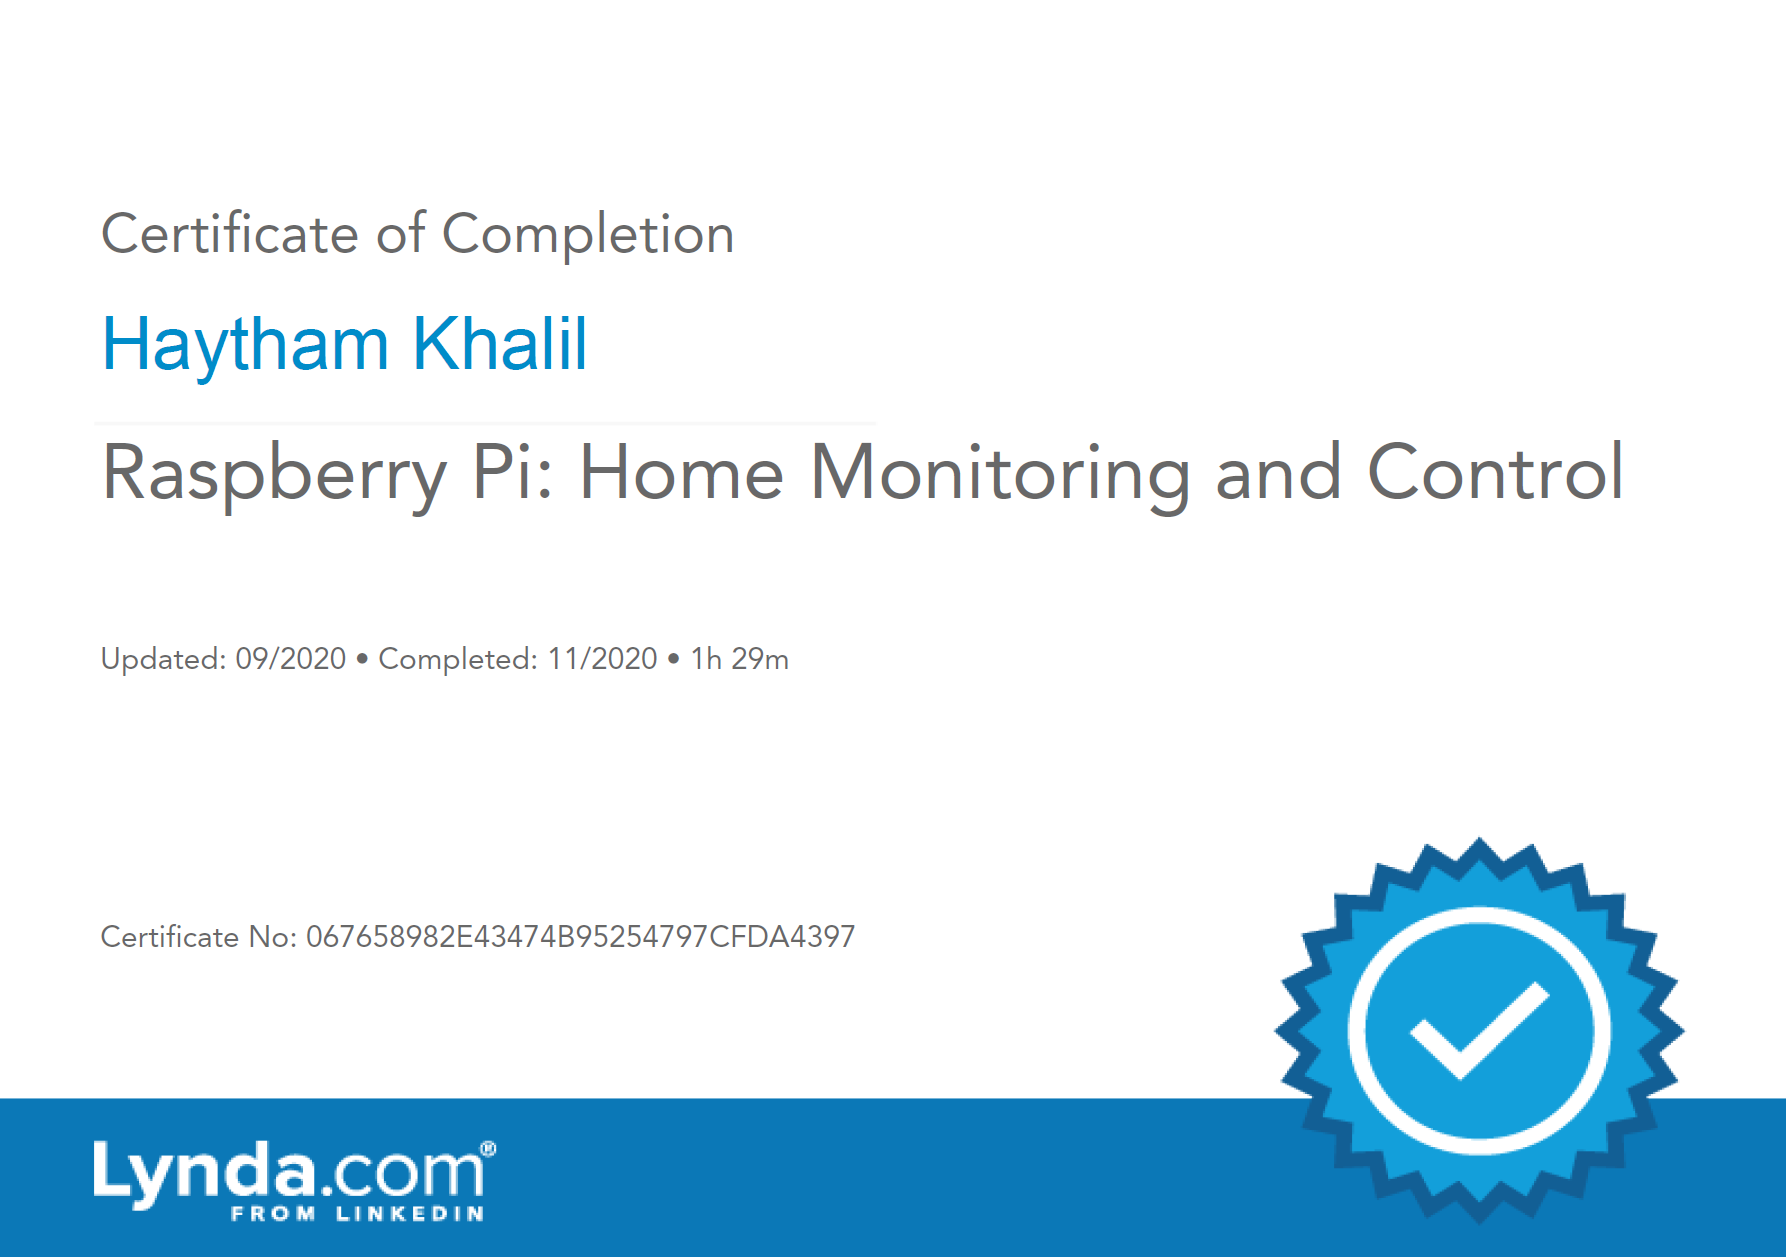 Certificate of Completion
Haytham Khalil
Raspberry Pi: Home Monitoring and Control
Updated: 09/2020 • Completed: 11/2020 • 1h 29m
Certificate No: 067658982E43474B95254797CFDA4397
Lynda.com®
FROM LINKEDIN